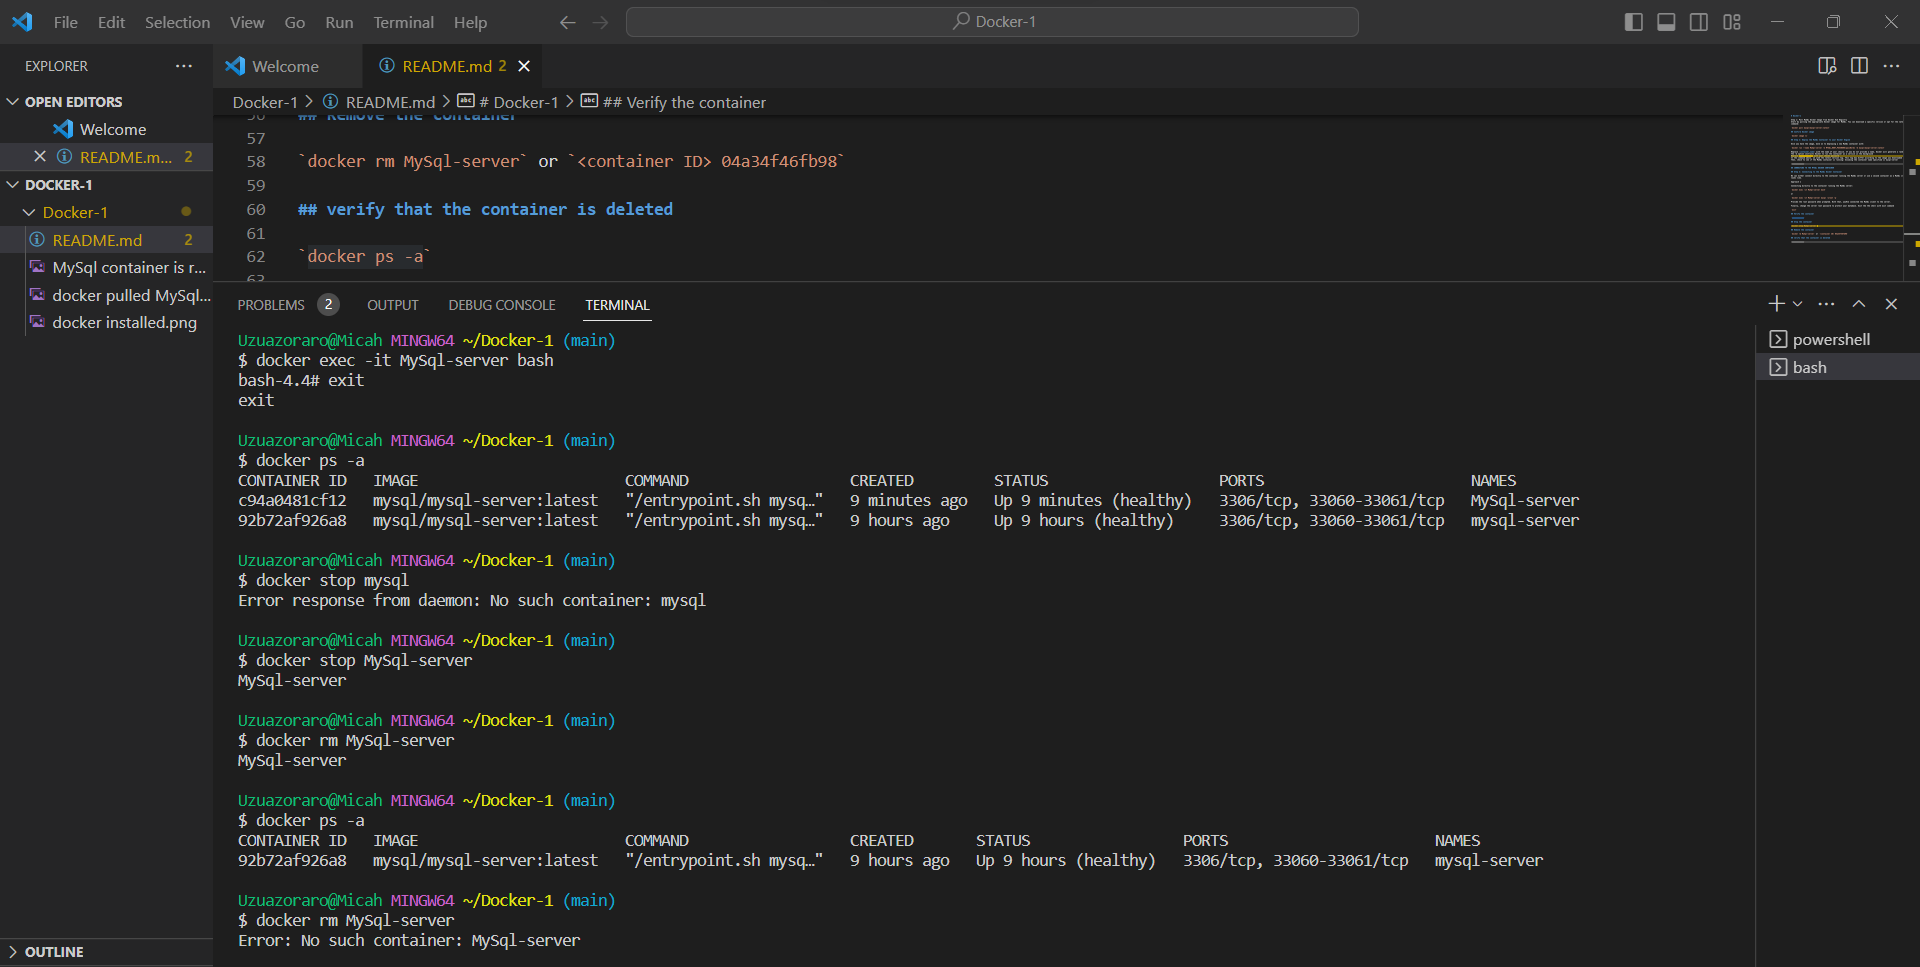 File Edit Selection View Go Run Terminal Help Docker-1
EXPLORER
OPEN EDITORS
Welcome
README.m... 2
DOCKER-1
Docker-1
README.md 2
MySql container is r...
docker pulled MySql...
docker installed.png
OUTLINE
Welcome README.md 2
Docker-1 > README.md > # Docker-1 > ## Verify the container
56 ## Remove the container
57
58 `docker rm MySql-server` or `<container ID> 04a34f46fb98`
59
60 ## verify that the container is deleted
61
62 `docker ps -a`
63
PROBLEMS 2 OUTPUT DEBUG CONSOLE TERMINAL
Uzuazoraro@Micah MINGW64 ~/Docker-1 (main)
$ docker exec -it MySql-server bash
bash-4.4# exit
exit
Uzuazoraro@Micah MINGW64 ~/Docker-1 (main)
$ docker ps -a
CONTAINER ID IMAGE COMMAND CREATED STATUS PORTS NAMES
c94a0481cf12 mysql/mysql-server:latest "/entrypoint.sh mysq…" 9 minutes ago Up 9 minutes (healthy) 3306/tcp, 33060-33061/tcp MySql-server
92b72af926a8 mysql/mysql-server:latest "/entrypoint.sh mysq…" 9 hours ago Up 9 hours (healthy) 3306/tcp, 33060-33061/tcp mysql-server
Uzuazoraro@Micah MINGW64 ~/Docker-1 (main)
$ docker stop mysql
Error response from daemon: No such container: mysql
Uzuazoraro@Micah MINGW64 ~/Docker-1 (main)
$ docker stop MySql-server
MySql-server
Uzuazoraro@Micah MINGW64 ~/Docker-1 (main)
$ docker rm MySql-server
MySql-server
Uzuazoraro@Micah MINGW64 ~/Docker-1 (main)
$ docker ps -a
CONTAINER ID IMAGE COMMAND CREATED STATUS PORTS NAMES
92b72af926a8 mysql/mysql-server:latest "/entrypoint.sh mysq…" 9 hours ago Up 9 hours (healthy) 3306/tcp, 33060-33061/tcp mysql-server
Uzuazoraro@Micah MINGW64 ~/Docker-1 (main)
$ docker rm MySql-server
Error: No such container: MySql-server
powershell
bash